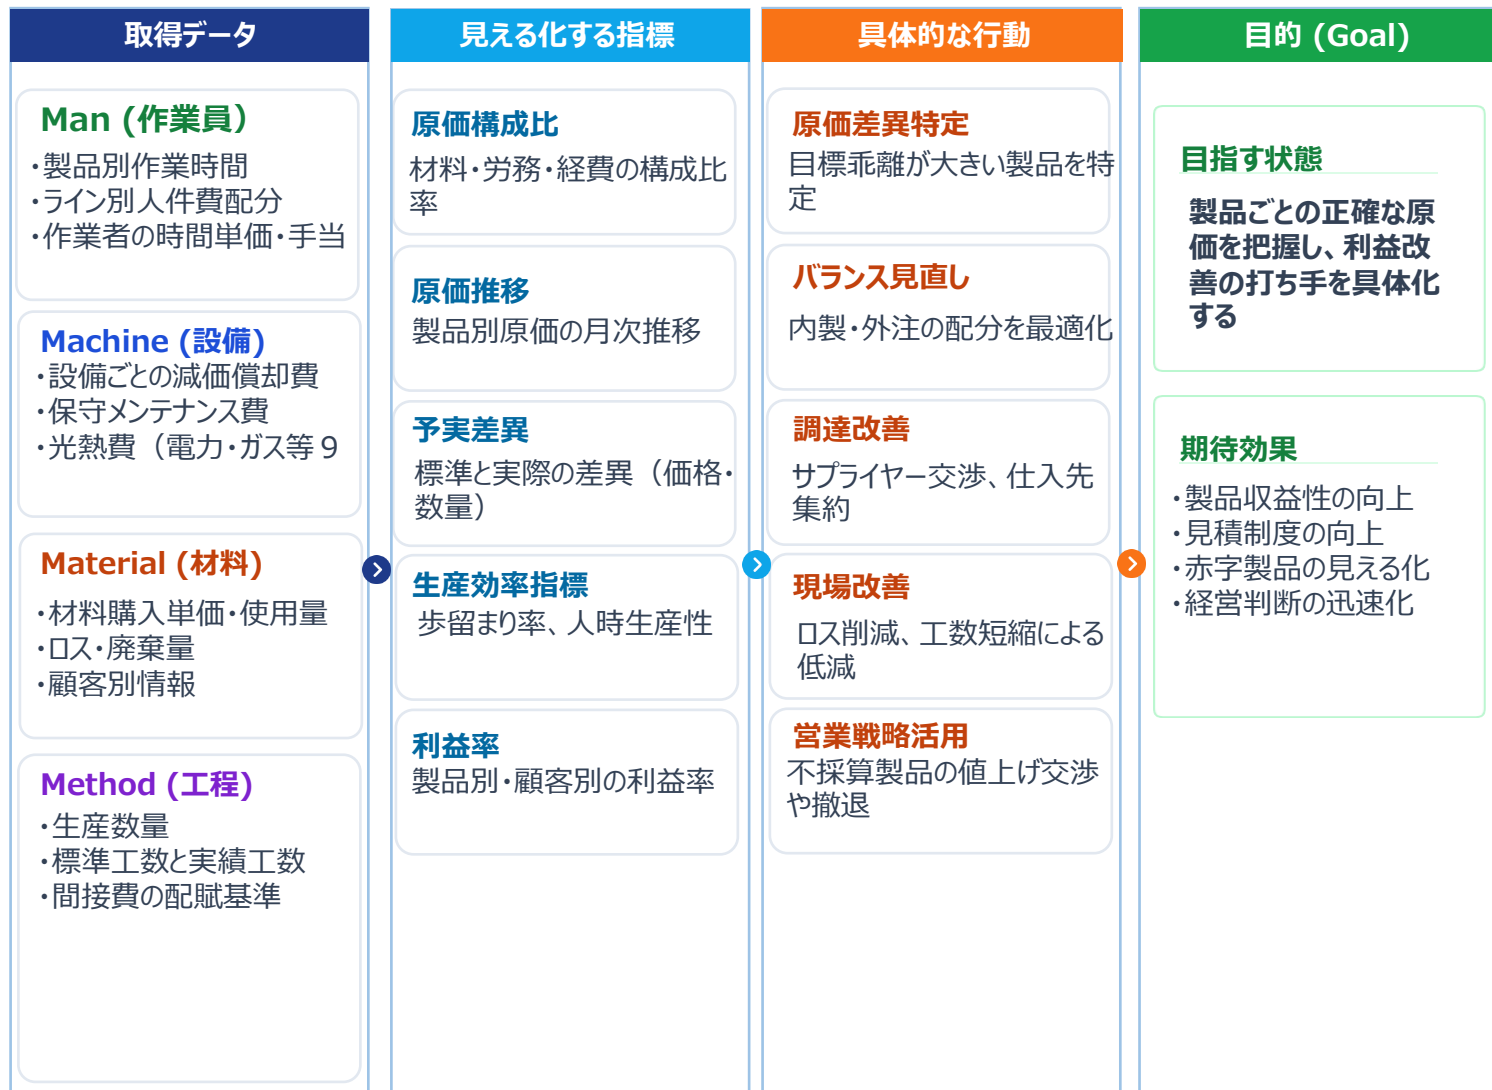 取得データ
Man (作業員）
・製品別作業時間
・ライン別人件費配分
・作業者の時間単価・手当
Machine (設備)
・設備ごとの減価償却費
・保守メンテナンス費
・光熱費（電力・ガス等９
Material (材料)
・材料購入単価・使用量
・ロス・廃棄量
・顧客別情報
Method (工程)
・生産数量
・標準工数と実績工数
・間接費の配賦基準
見える化する指標
原価構成比
材料・労務・経費の構成比
率
原価推移
製品別原価の月次推移
予実差異
標準と実際の差異（価格・
数量）
生産効率指標
歩留まり率、人時生産性
利益率
製品別・顧客別の利益率
具体的な行動
原価差異特定
目標乖離が大きい製品を特
定
バランス見直し
内製・外注の配分を最適化
調達改善
サプライヤー交渉、仕入先
集約
現場改善
ロス削減、工数短縮による
低減
営業戦略活用
不採算製品の値上げ交渉
や撤退
目的 (Goal)
目指す状態
製品ごとの正確な原
価を把握し、利益改
善の打ち手を具体化
する
期待効果
・製品収益性の向上
・見積制度の向上
・赤字製品の見える化
・経営判断の迅速化